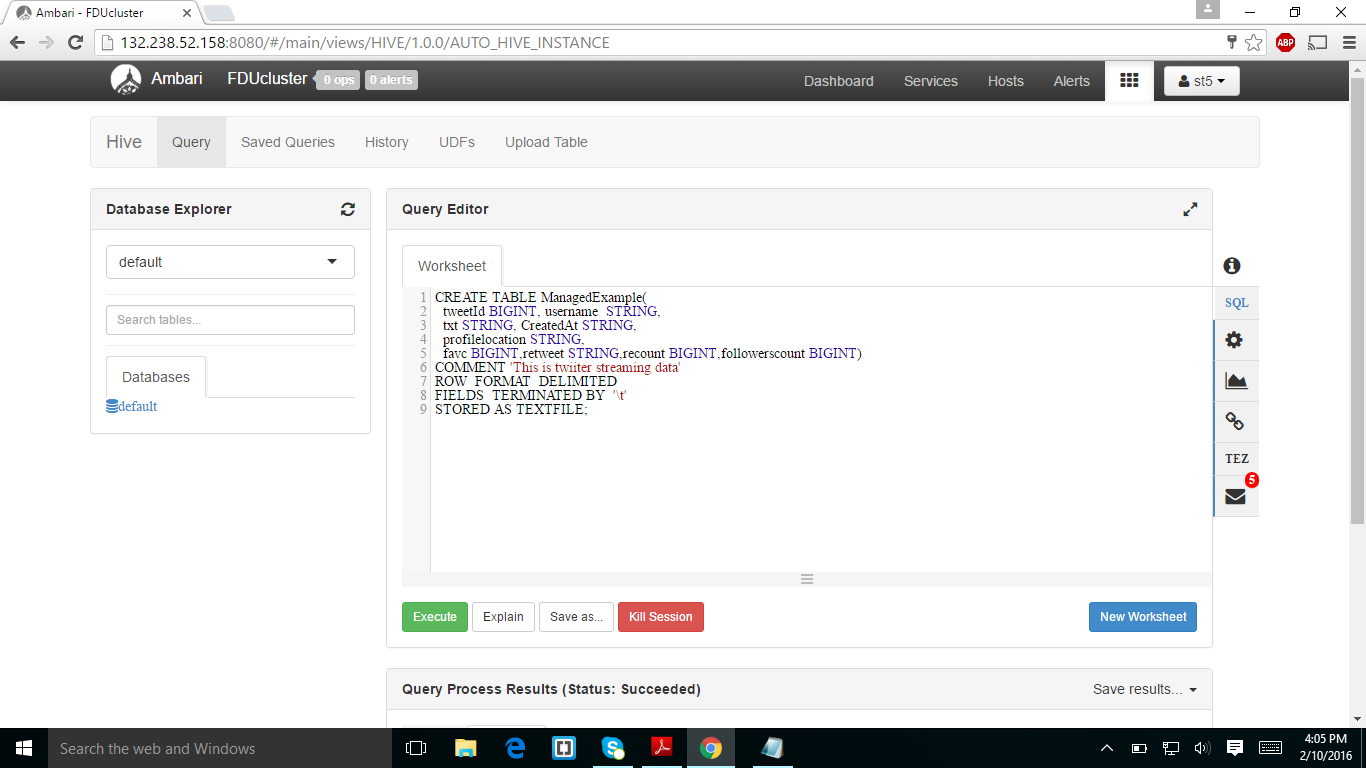 Ambari - FDUcluster
132.238.52.158:8080/#/main/views/HIVE/1.0.0/AUTO_HIVE_INSTANCE
ABP
Ambari FDUcluster 0 ops 0 alerts Dashboard Services Hosts Alerts st5
Hive Query Saved Queries History UDFs Upload Table
Database Explorer
default
Search tables...
Databases
default
Query Editor
Worksheet
1 CREATE TABLE ManagedExample(
2 tweetId BIGINT, username  STRING,
3 txt STRING, CreatedAt STRING,
4 profilelocation STRING,
5 favc BIGINT,retweet STRING,recount BIGINT,followerscount BIGINT)
6 COMMENT 'This is twiiter streaming data'
7 ROW  FORMAT  DELIMITED
8 FIELDS  TERMINATED BY  '\t'
9 STORED AS TEXTFILE;
SQL
TEZ
5
Execute Explain Save as... Kill Session New Worksheet
Query Process Results (Status: Succeeded) Save results...
Search the web and Windows
4:05 PM
2/10/2016